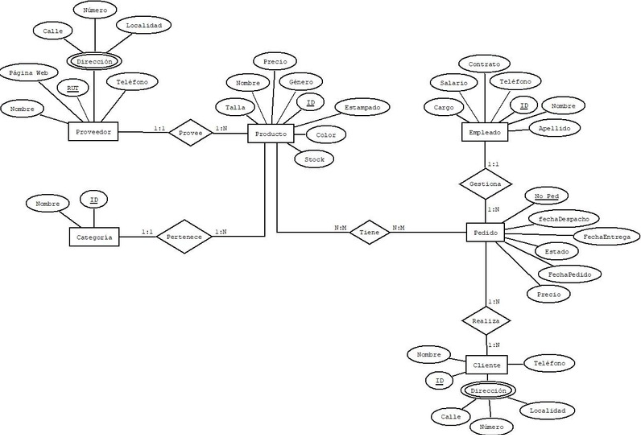 Número
Calle
Localidad
Dirección
Página Web
RUT
Teléfono
Nombre
Proveedor
1:1
Provee
1:N
Precio
Nombre
Género
Talla
ID
Estampado
Producto
Color
Stock
Contrato
Salario
Teléfono
Cargo
ID
Nombre
Empleado
Apellido
1:1
Gestiona
1:N
Nombre
ID
Categoria
1:1
Pertenece
1:N
N:M
Tiene
N:M
Pedido
No Ped
fechaDespacho
FechaEntrega
Estado
FechaPedido
Precio
1:N
Realiza
1:N
Nombre
Cliente
Teléfono
ID
Dirección
Calle
Número
Localidad